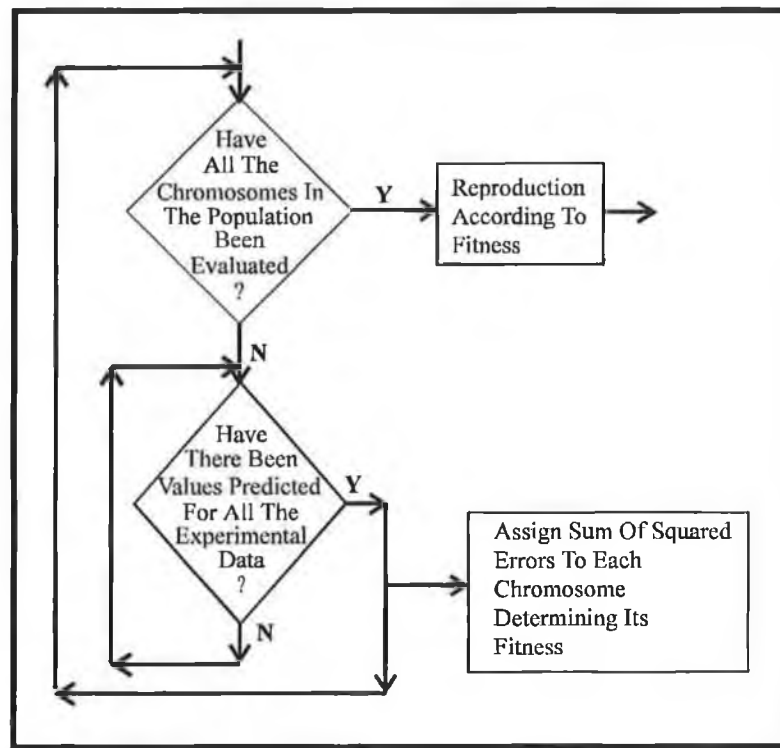 Have
All The
Chromosomes In
The Population
Been
Evaluated
?
Y
Reproduction
According To
Fitness
N
Have
There Been
Values Predicted
For All The
Experimental
Data
?
Y
Assign Sum Of Squared
Errors To Each
Chromosome
Determining Its
Fitness
N